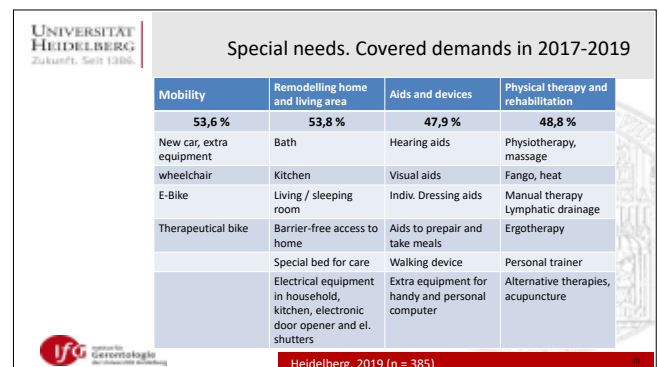 UNIVERSITÄT
HEIDELBERG
Zukunft. Seit 1386.
Special needs. Covered demands in 2017-2019
Mobility
Remodelling home
and living area
Aids and devices
Physical therapy and
rehabilitation
53,6 %
53,8 %
47,9 %
48,8 %
New car, extra
equipment
Bath
Hearing aids
Physiotherapy,
massage
wheelchair
Kitchen
Visual aids
Fango, heat
E-Bike
Living / sleeping
room
Indiv. Dressing aids
Manual therapy
Lymphatic drainage
Therapeutical bike
Barrier-free access to
home
Aids to prepair and
take meals
Ergotherapy
Special bed for care
Walking device
Personal trainer
Electrical equipment
in household,
kitchen, electronic
door opener and el.
shutters
Extra equipment for
handy and personal
computer
Alternative therapies,
acupuncture
IfG
Institut für
Gerontologie
der Universität Heidelberg
Heidelberg, 2019 (n = 385)